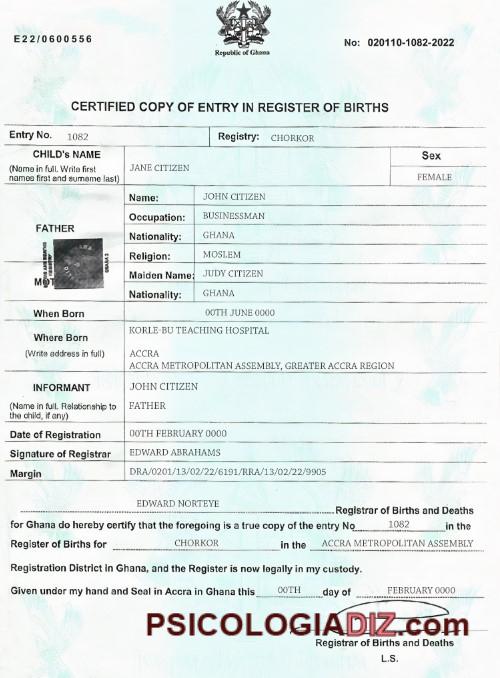 E22/0600556
Republic of Ghana
No: 020110-1082-2022
CERTIFIED COPY OF ENTRY IN REGISTER OF BIRTHS
Entry No. 1082 Registry: CHORKOR
CHILD's NAME
(Name in full. Write first names first and surname last)
JANE CITIZEN
Sex
FEMALE
FATHER
Name: JOHN CITIZEN
Occupation: BUSINESSMAN
Nationality: GHANA
Religion: MOSLEM
Maiden Name: JUDY CITIZEN
Nationality: GHANA
When Born 00TH JUNE 0000
Where Born
(Write address in full)
KORLE-BU TEACHING HOSPITAL
ACCRA
ACCRA METROPOLITAN ASSEMBLY, GREATER ACCRA REGION
INFORMANT
(Name in full. Relationship to the child, if any)
JOHN CITIZEN
FATHER
Date of Registration 00TH FEBRUARY 0000
Signature of Registrar EDWARD ABRAHAMS
Margin DRA/0201/13/02/22/6191/RRA/13/02/22/9905
EDWARD NORTEYE Registrar of Births and Deaths
for Ghana do hereby certify that the foregoing is a true copy of the entry No 1082 in the
Register of Births for CHORKOR in the ACCRA METROPOLITAN ASSEMBLY
Registration District in Ghana, and the Register is now legally in my custody.
Given under my hand and Seal in Accra in Ghana this 00TH day of FEBRUARY 0000
PSICOLOGIADIZ.com
Registrar of Births and Deaths
L.S.